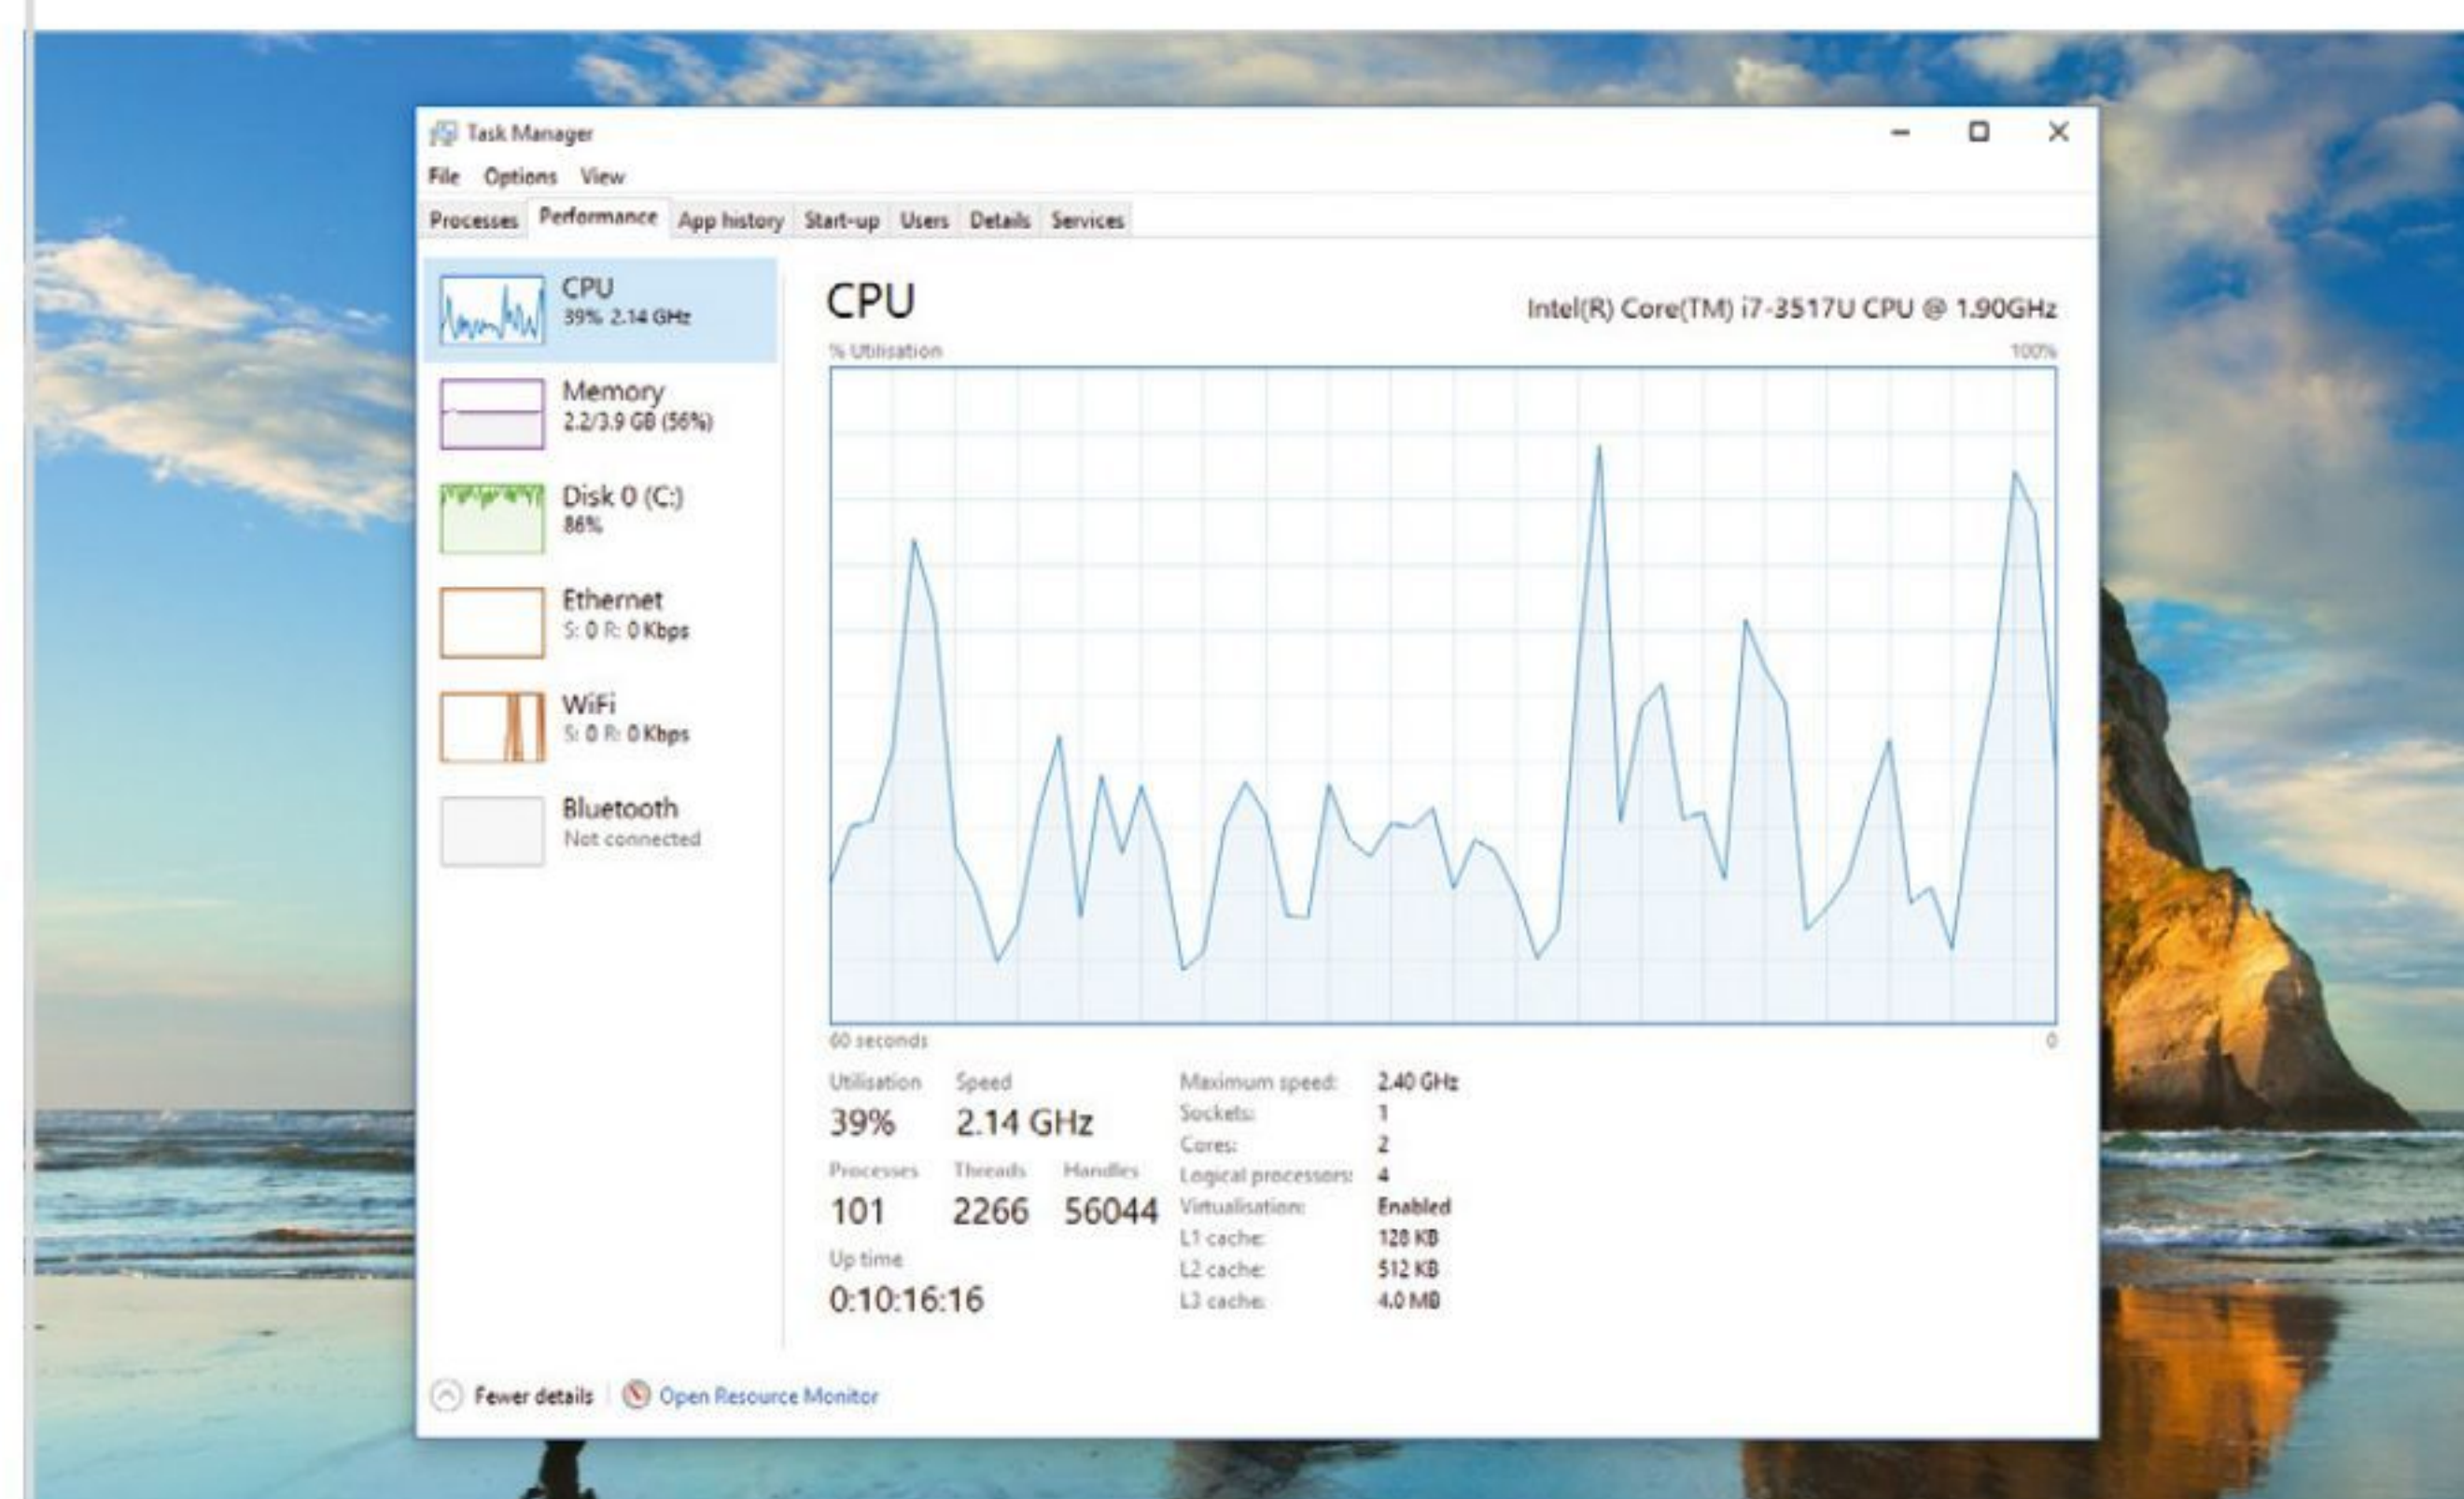 Task Manager
File Options View
Processes Performance App history Start-up Users Details Services
CPU
39% 2.14 GHz
Memory
2.2/3.9 GB (56%)
Disk 0 (C:)
86%
Ethernet
S: 0 R: 0 Kbps
WiFi
S: 0 R: 0 Kbps
Bluetooth
Not connected
CPU
Intel(R) Core(TM) i7-3517U CPU @ 1.90GHz
% Utilisation 100%
60 seconds 0
Utilisation Speed
39% 2.14 GHz
Processes Threads Handles
101 2266 56044
Up time
0:10:16:16
Maximum speed: 2.40 GHz
Sockets: 1
Cores: 2
Logical processors: 4
Virtualisation: Enabled
L1 cache: 128 KB
L2 cache: 512 KB
L3 cache: 4.0 MB
Fewer details Open Resource Monitor